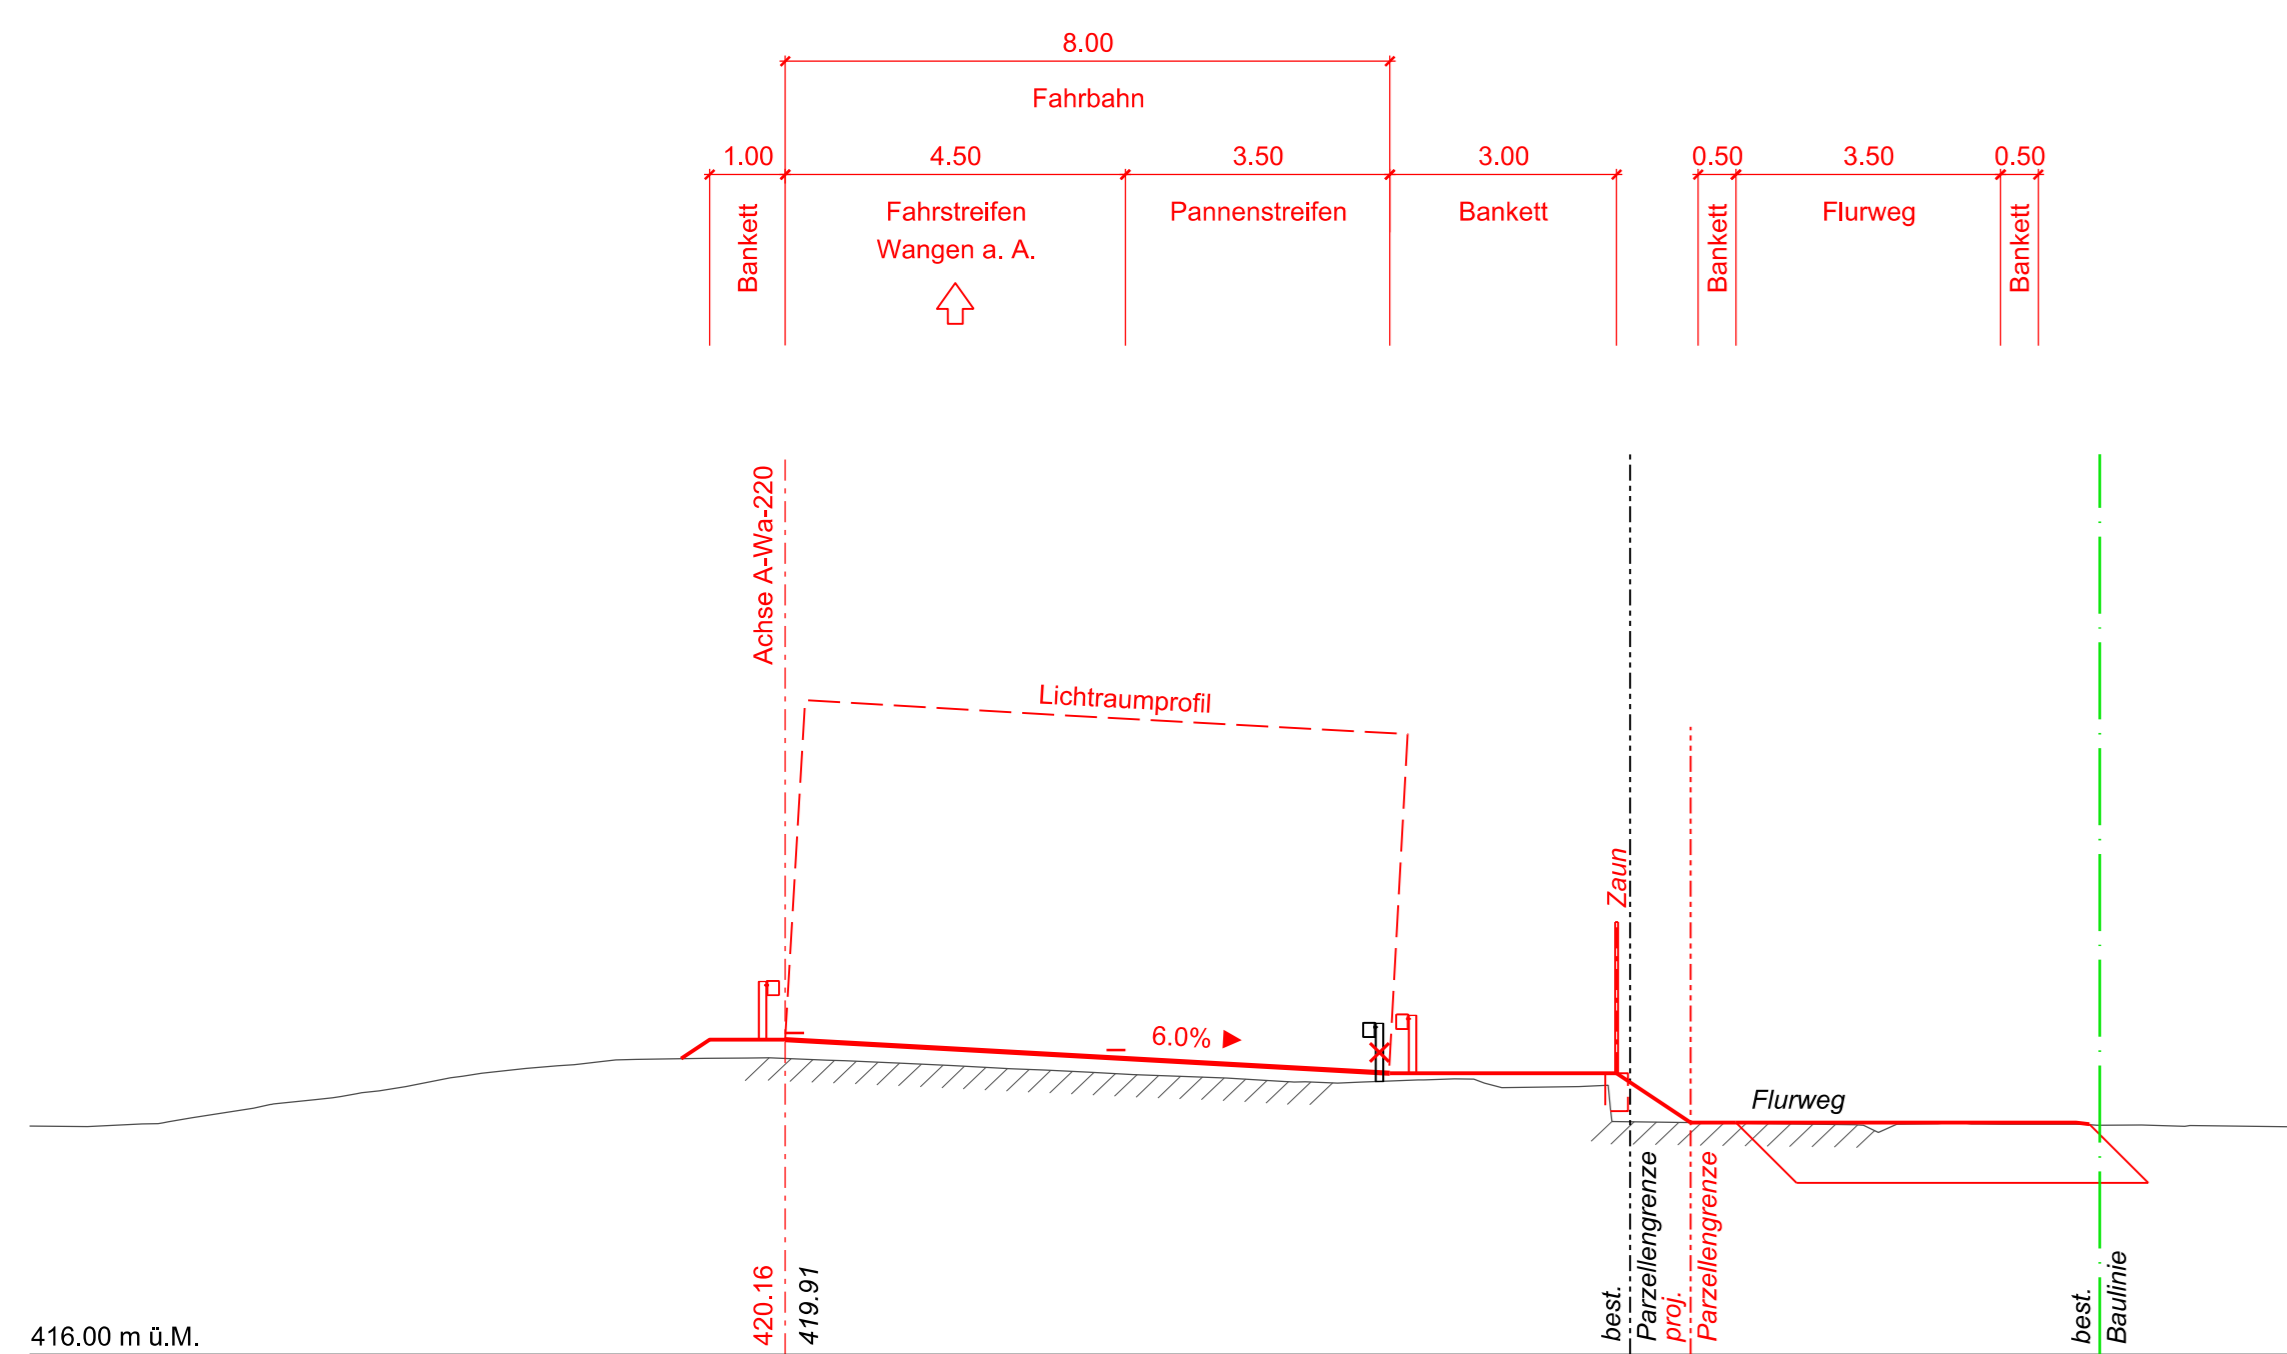 8.00
Fahrbahn
1.00
4.50
3.50
3.00
0.50
3.50
0.50
Bankett
Fahrstreifen
Wangen a. A.
Pannenstreifen
Bankett
Bankett
Flurweg
Bankett
Achse A-Wa-220
Lichtraumprofil
Zaun
6.0%
Flurweg
420.16
419.91
best.
Parzellengrenze
proj.
Parzellengrenze
best.
Baulinie
416.00 m ü.M.